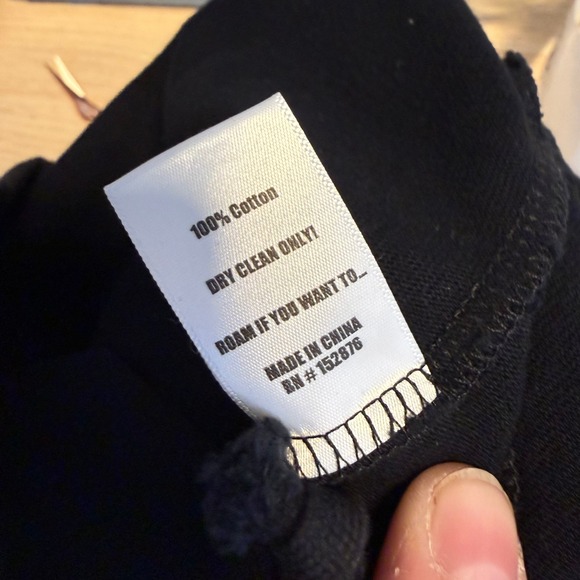 100% Cotton
DRY CLEAN ONLY!
ROAM IF YOU WANT TO...
MADE IN CHINA
RN # 152876